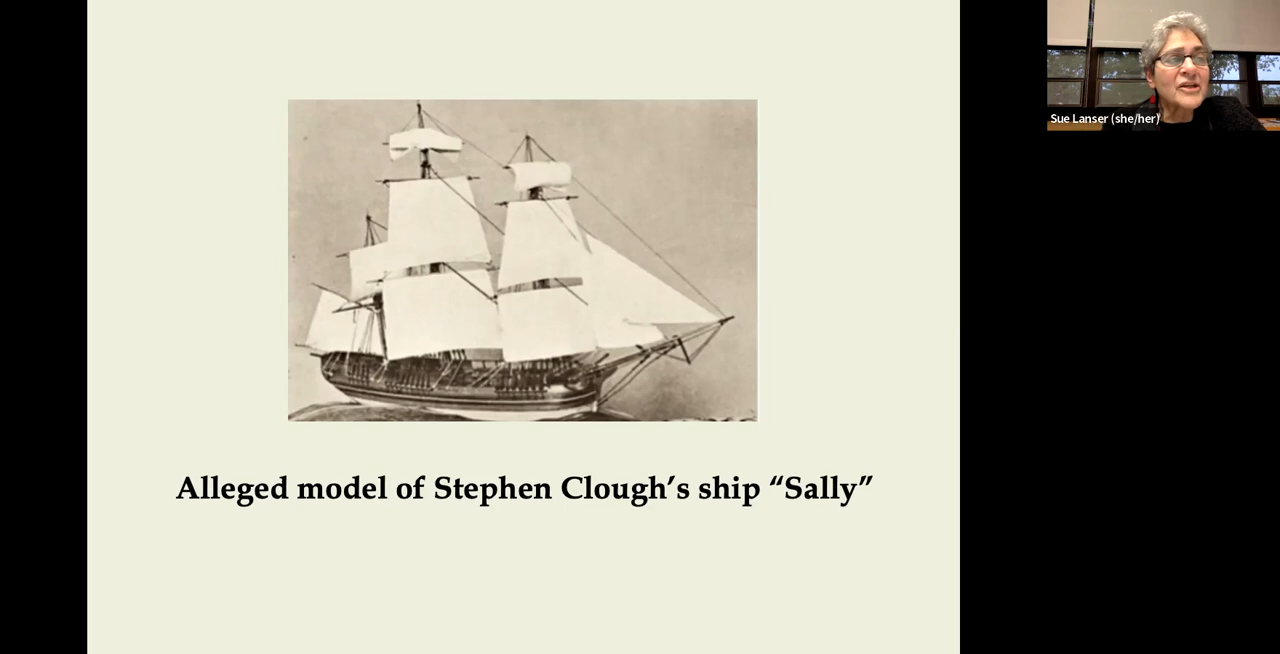 Sue Lanser (she/her)
Alleged model of Stephen Clough’s ship “Sally”